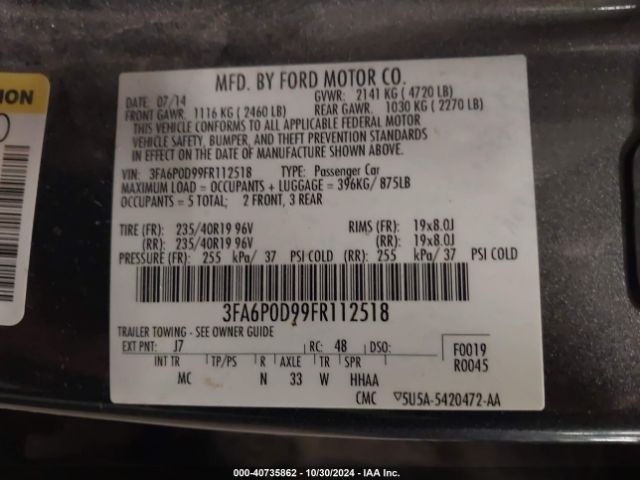 MFD. BY FORD MOTOR CO.
DATE: 07/14 GVWR: 2141 KG ( 4720 LB)
FRONT GAWR: 1116 KG ( 2460 LB) REAR GAWR: 1030 KG ( 2270 LB)
THIS VEHICLE CONFORMS TO ALL APPLICABLE FEDERAL MOTOR
VEHICLE SAFETY, BUMPER, AND THEFT PREVENTION STANDARDS
IN EFFECT ON THE DATE OF MANUFACTURE SHOWN ABOVE.
VIN: 3FA6P0D99FR112518 TYPE: Passenger Car
MAXIMUM LOAD = OCCUPANTS + LUGGAGE = 396KG/ 875LB
OCCUPANTS = 5 TOTAL; 2 FRONT, 3 REAR
TIRE (FR): 235/40R19 96V RIMS (FR): 19x8.0J
(RR): 235/40R19 96V (RR): 19x8.0J
PRESSURE (FR): 255 kPa/ 37 PSI COLD (RR): 255 kPa/ 37 PSI COLD
3FA6P0D99FR112518
TRAILER TOWING - SEE OWNER GUIDE
EXT PNT: J7 RC: 48 DSO: F0019
INT TR TP/PS R AXLE TR SPR R0045
MC N 33 W HHAA
CMC ▽5U5A-5420472-AA
ION
3-40735862 - 10/30/2024 - IAA Inc.